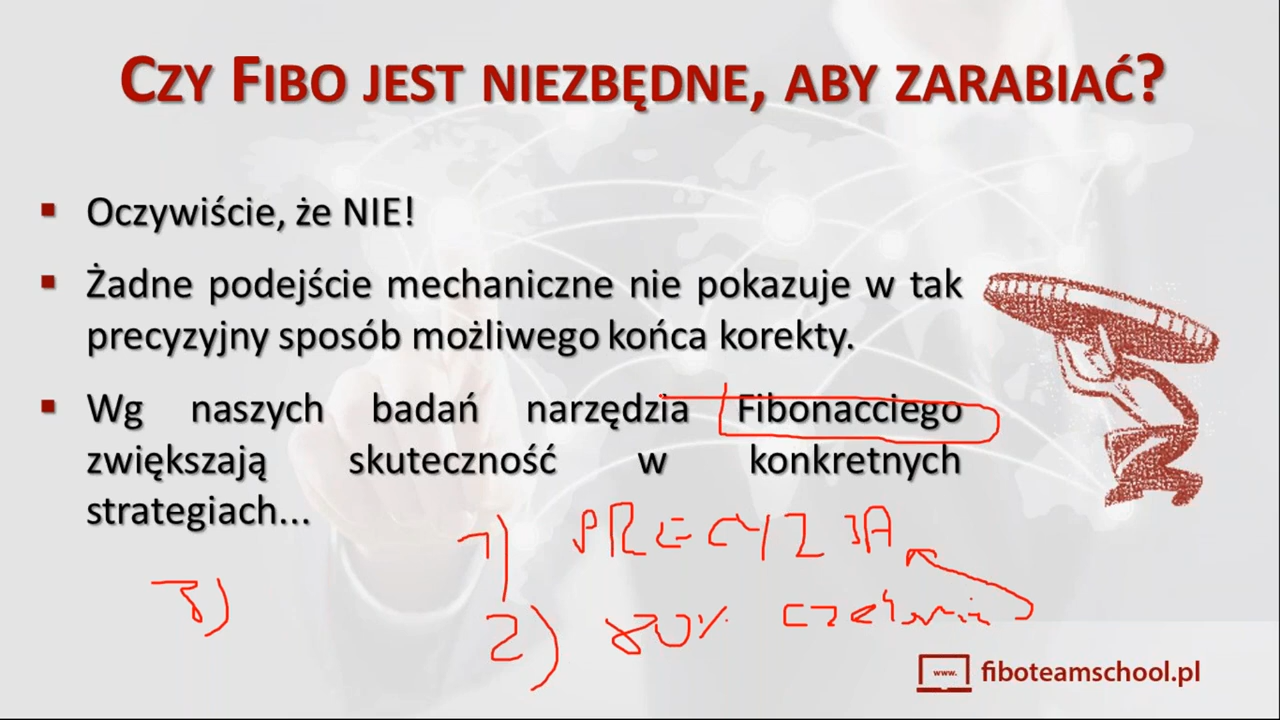 CZY FIBO JEST NIEZBĘDNE, ABY ZARABIAĆ?
▪ Oczywiście, że NIE!
▪ Żadne podejście mechaniczne nie pokazuje w tak
precyzyjny sposób możliwego końca korekty.
▪ Wg naszych badań narzędzia Fibonacciego
zwiększają skuteczność w konkretnych
strategiach...
1) PRECYZJA
2) 80%
3)
www. fiboteamschool.pl